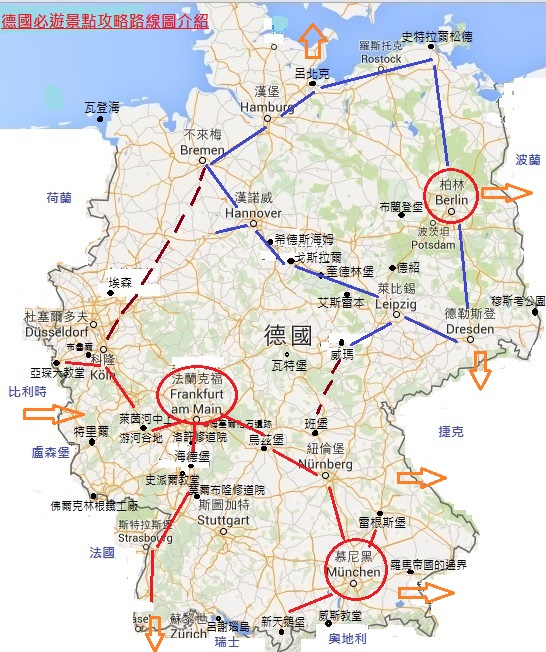 德國必遊景點攻略路線圖介紹
史特拉爾松德
羅斯托克
Rostock
呂北克
漢堡
Hamburg
瓦登海
不來梅
Bremen
波蘭
柏林
Berlin
荷蘭
漢諾威
Hannover
布蘭登堡
波茨坦
Potsdam
希德斯海姆
戈斯拉爾
奎德林堡
德紹
埃森
艾斯雷本
萊比錫
Leipzig
德勒斯登
Dresden
穆斯考公園
杜塞爾多夫
Düsseldorf
德國
布魯爾
科隆
Köln
威瑪
瓦特堡
亞琛大教堂
法蘭克福
Frankfurt
am Main
比利時
萊茵河中上
游河谷地
特里爾
洛許修道院
烏茲堡
班堡
捷克
盧森堡
海德堡
紐倫堡
Nürnberg
史派爾教堂
莫爾布隆修道院
佛爾克林根鐵工廠
斯圖加特
Stuttgart
斯特拉斯堡
Strasbourg
雷根斯堡
法國
慕尼黑
München
羅馬帝國的邊界
蘇黎世
Zürich
呂謝瑙島
新天鵝堡
威斯教堂
瑞士
奧地利